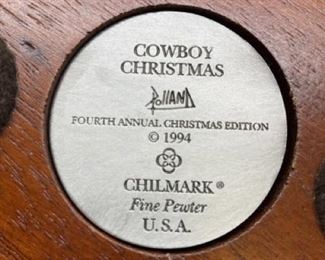 COWBOY
CHRISTMAS
Polland
FOURTH ANNUAL CHRISTMAS EDITION
© 1994
CHILMARK®
Fine Pewter
U.S.A.